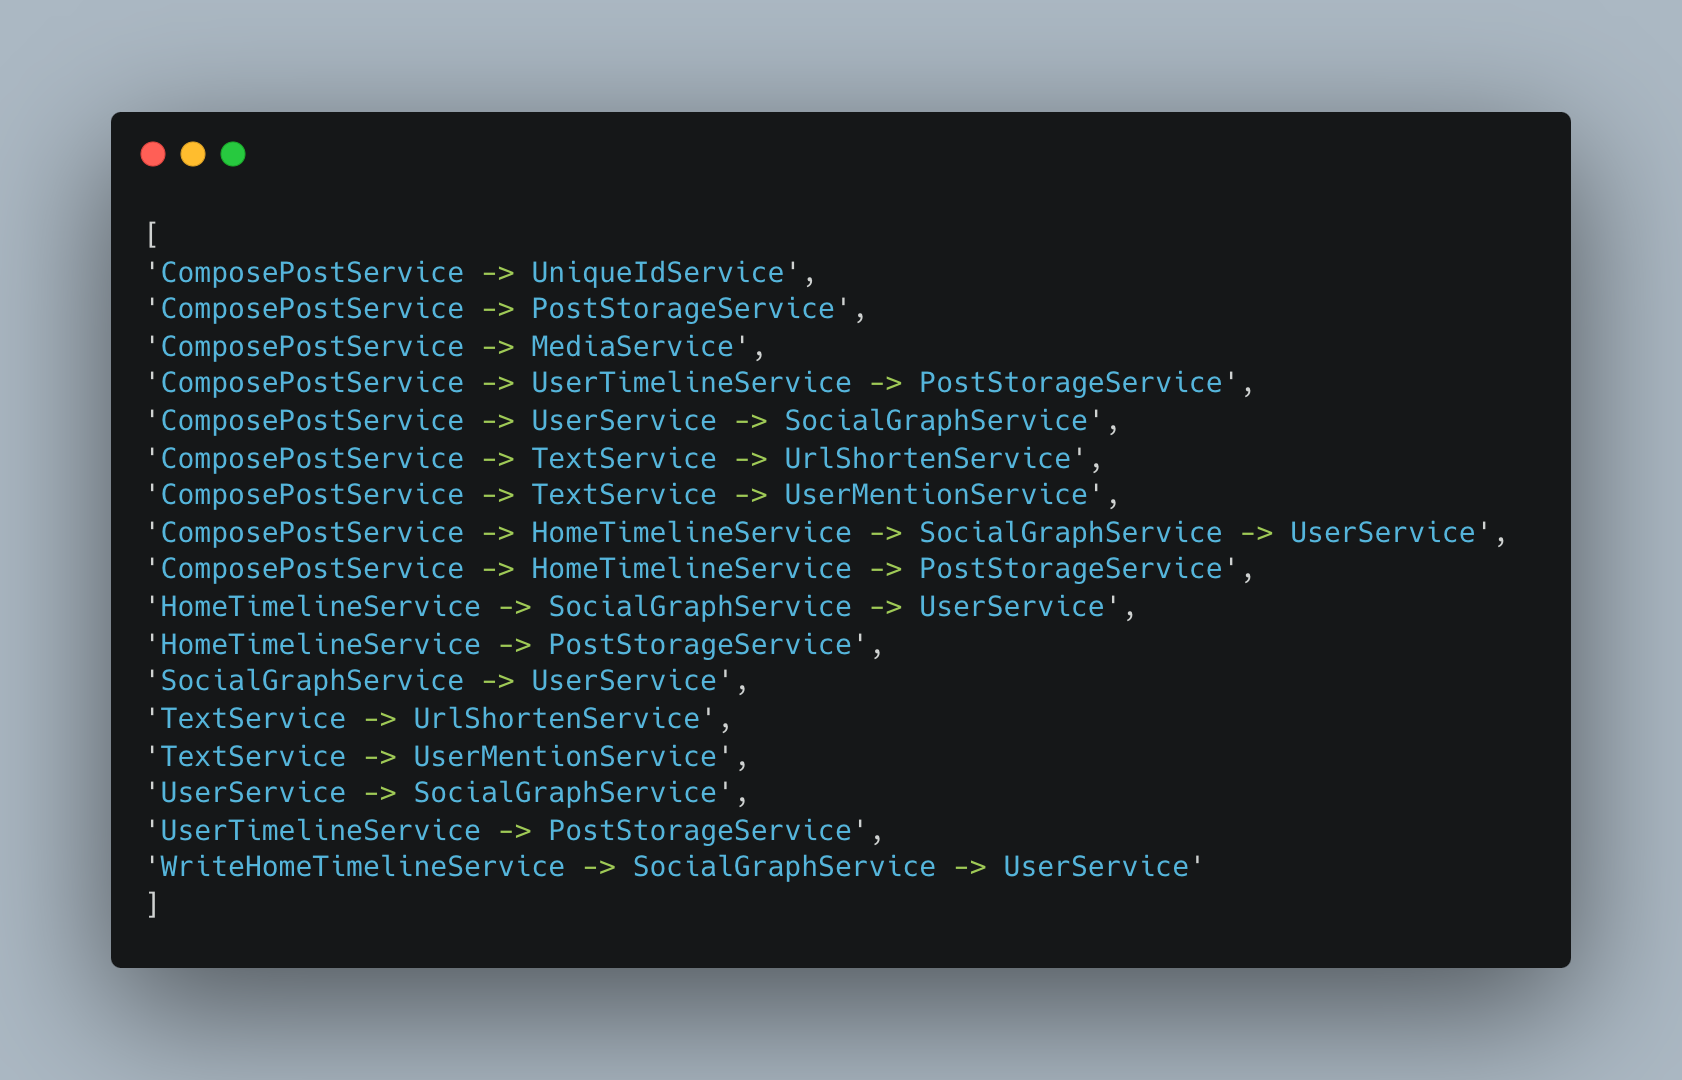 [
'ComposePostService -> UniqueIdService',
'ComposePostService -> PostStorageService',
'ComposePostService -> MediaService',
'ComposePostService -> UserTimelineService -> PostStorageService',
'ComposePostService -> UserService -> SocialGraphService',
'ComposePostService -> TextService -> UrlShortenService',
'ComposePostService -> TextService -> UserMentionService',
'ComposePostService -> HomeTimelineService -> SocialGraphService -> UserService',
'ComposePostService -> HomeTimelineService -> PostStorageService',
'HomeTimelineService -> SocialGraphService -> UserService',
'HomeTimelineService -> PostStorageService',
'SocialGraphService -> UserService',
'TextService -> UrlShortenService',
'TextService -> UserMentionService',
'UserService -> SocialGraphService',
'UserTimelineService -> PostStorageService',
'WriteHomeTimelineService -> SocialGraphService -> UserService'
]